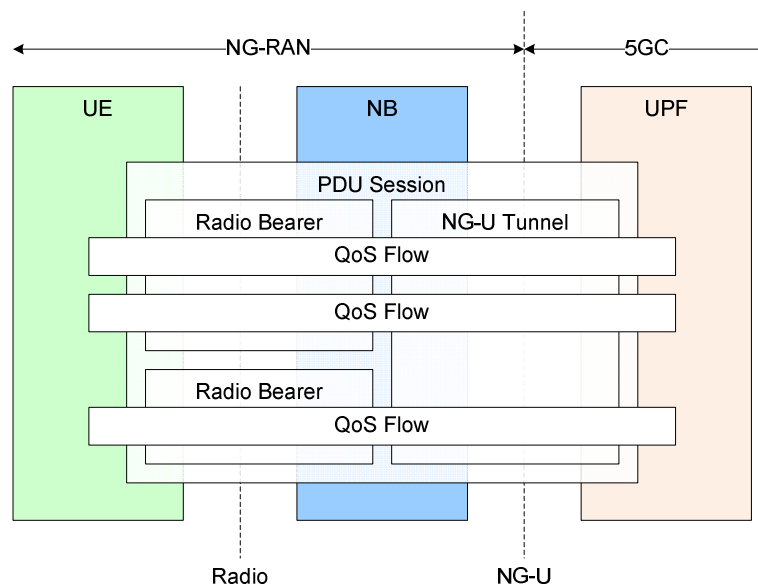 NG-RAN
5GC
UE
NB
UPF
PDU Session
Radio Bearer
NG-U Tunnel
QoS Flow
QoS Flow
Radio Bearer
QoS Flow
Radio
NG-U